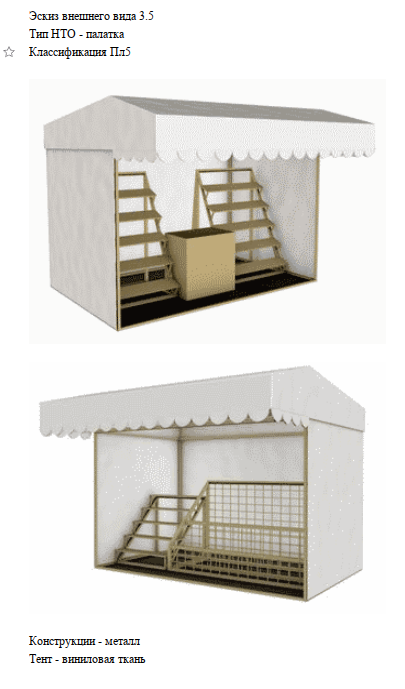 Эскиз внешнего вида 3.5
Тип НТО - палатка
Классификация Пл5
Конструкции - металл
Тент - виниловая ткань